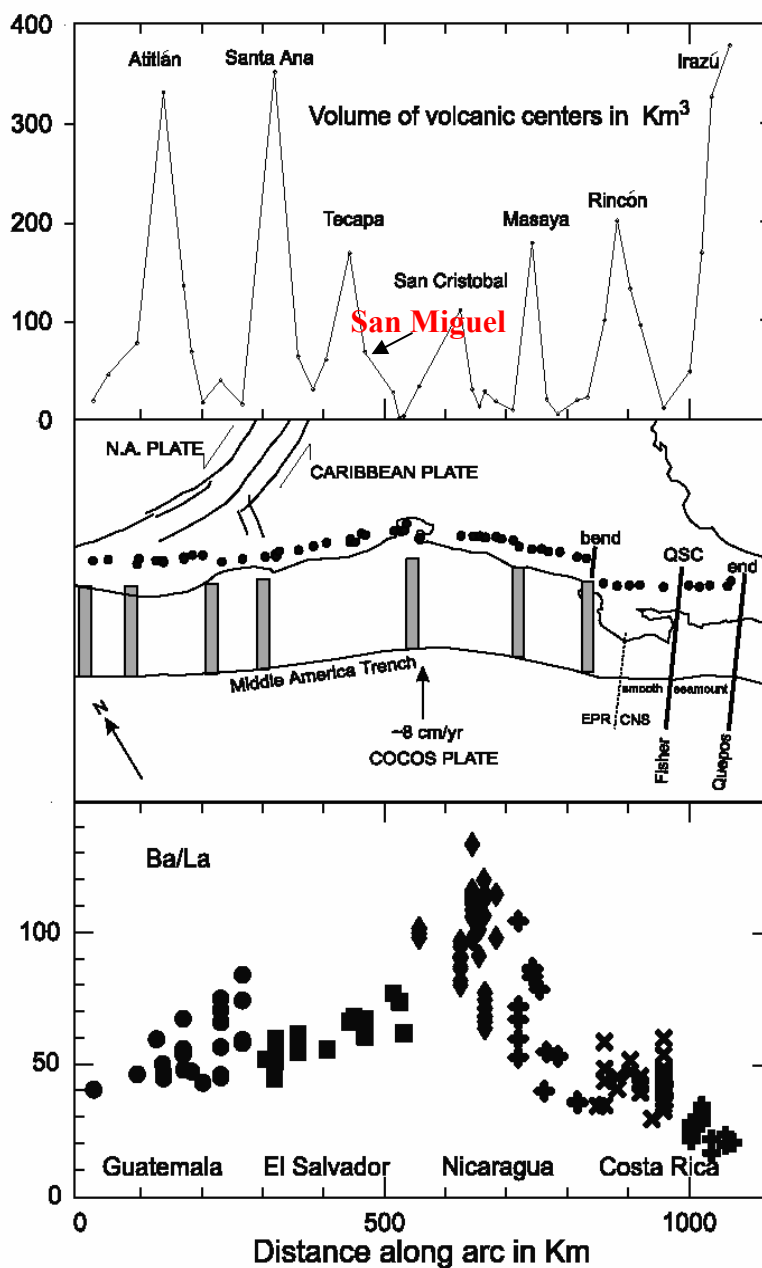 400
300
200
100
0
Atitlán
Santa Ana
Irazú
Volume of volcanic centers in Km³
Tecapa
Masaya
Rincón
San Cristobal
San Miguel
N.A. PLATE
CARIBBEAN PLATE
bend
QSC
end
Middle America Trench
smooth
seamount
EPR
CNS
Fisher
Quepos
N
~8 cm/yr
COCOS PLATE
Ba/La
100
50
0
Guatemala
El Salvador
Nicaragua
Costa Rica
0
500
1000
Distance along arc in Km